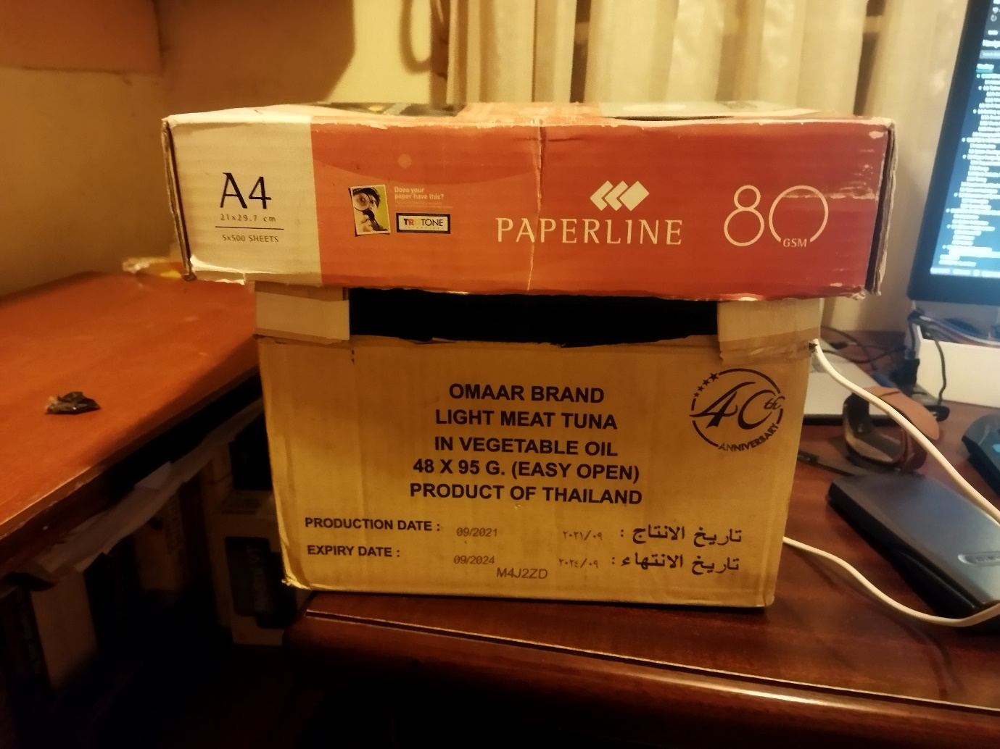 A4
21x29.7 cm
5x500 SHEETS
Does your
paper have this?
TRUTONE
PAPERLINE
80
GSM
OMAAR BRAND
LIGHT MEAT TUNA
IN VEGETABLE OIL
48 X 95 G. (EASY OPEN)
PRODUCT OF THAILAND
40th
ANNIVERSARY
PRODUCTION DATE : 09/2021 ٢٠٢١/٠٩ تاريخ الانتاج :
EXPIRY DATE : 09/2024 ٢٠٢٤/٠٩ تاريخ الانتهاء :
M4J2ZD